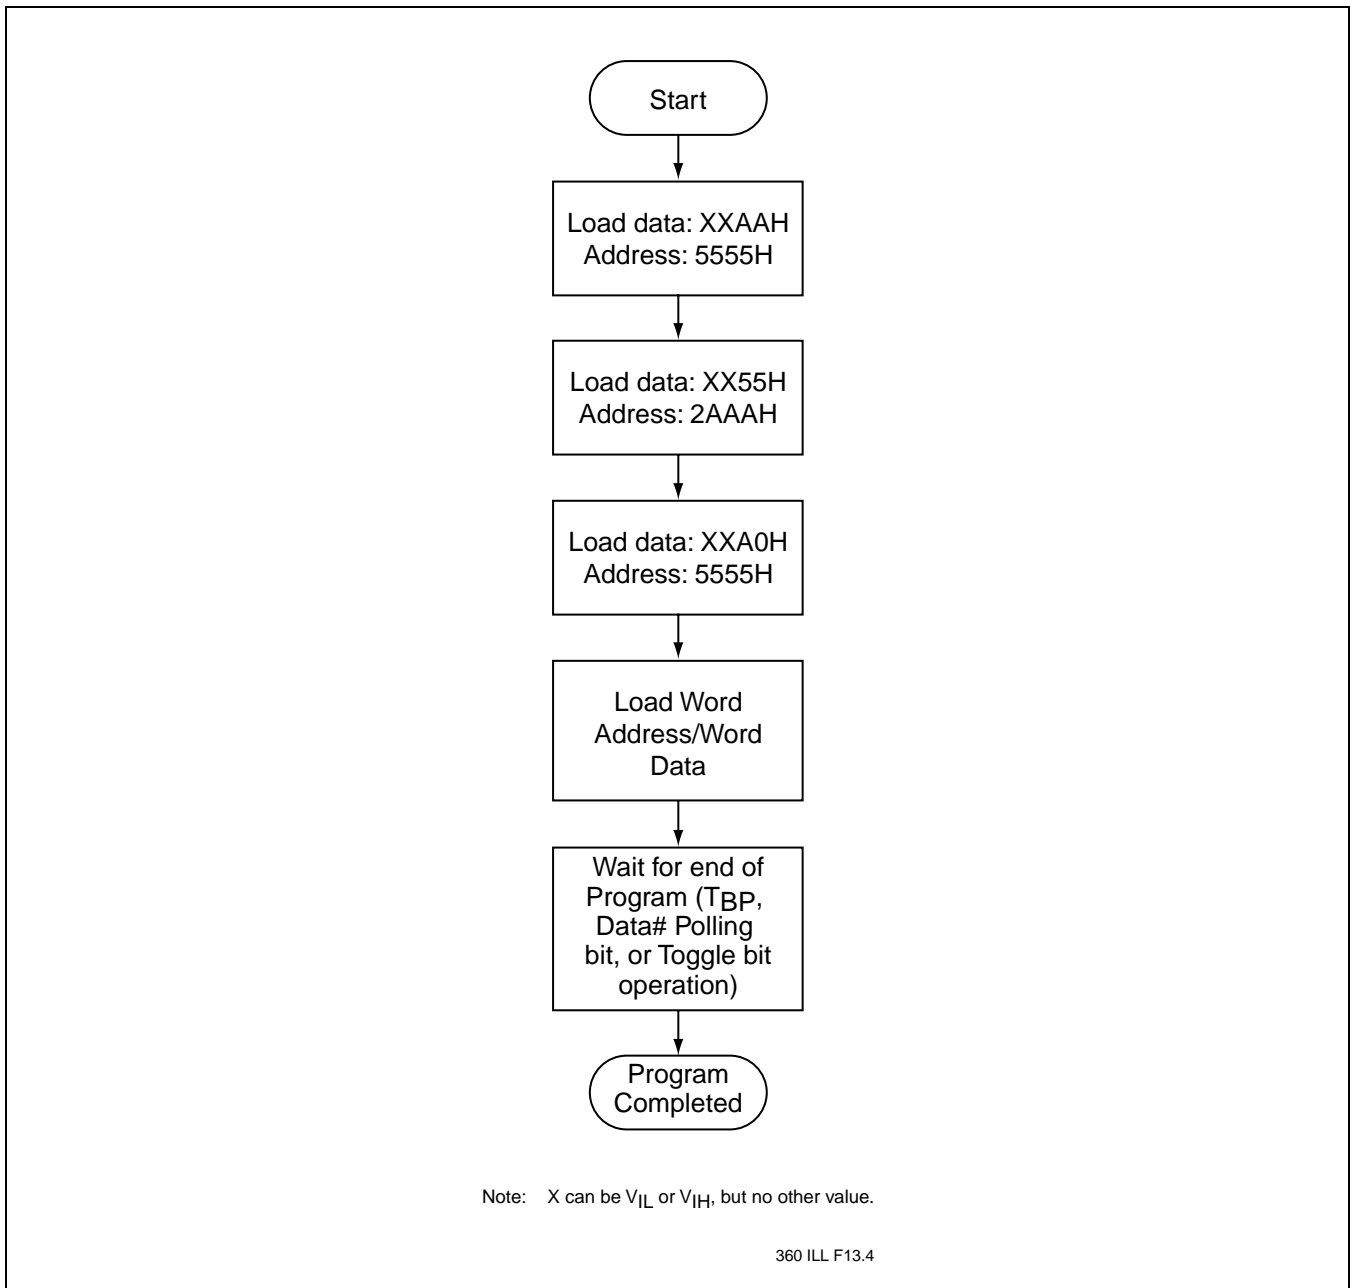 Start
Load data: XXAAH
Address: 5555H
Load data: XX55H
Address: 2AAAH
Load data: XXA0H
Address: 5555H
Load Word
Address/Word
Data
Wait for end of
Program (TBP,
Data# Polling
bit, or Toggle bit
operation)
Program
Completed
Note: X can be VIL or VIH, but no other value.
360 ILL F13.4